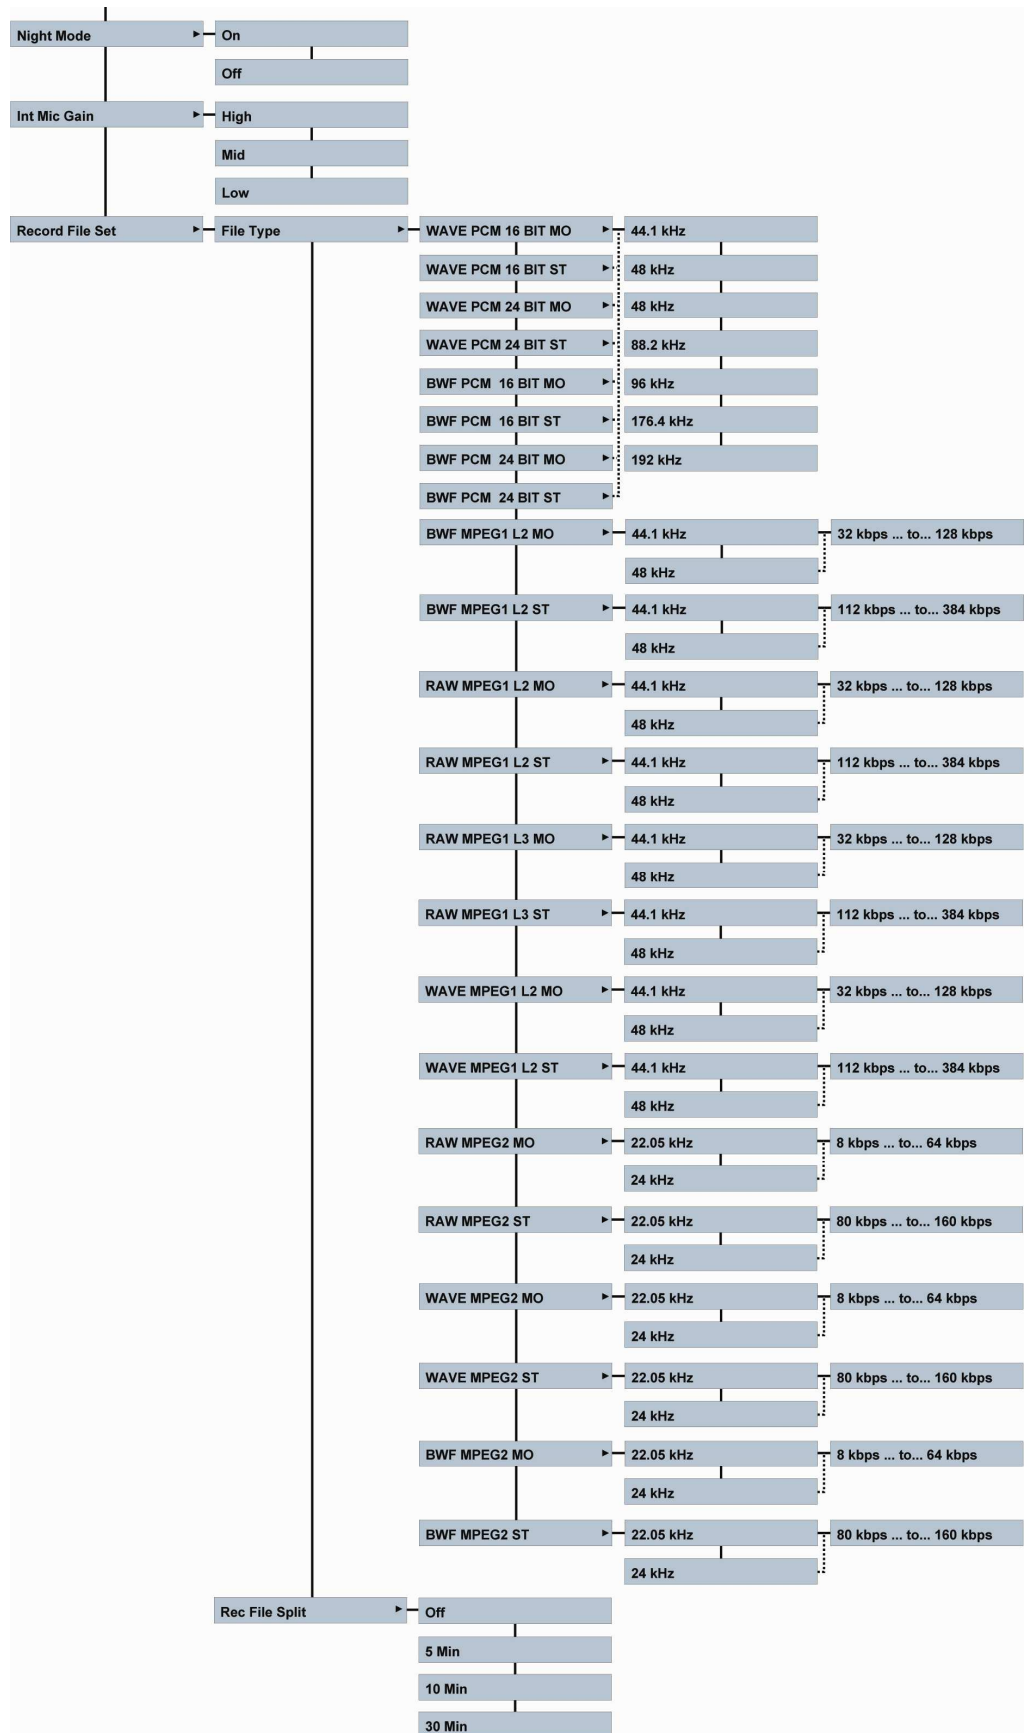 Night Mode On
Off
Int Mic Gain High
Mid
Low
Record File Set File Type WAVE PCM 16 BIT MO 44.1 kHz
WAVE PCM 16 BIT ST 48 kHz
WAVE PCM 24 BIT MO 48 kHz
WAVE PCM 24 BIT ST 88.2 kHz
BWF PCM 16 BIT MO 96 kHz
BWF PCM 16 BIT ST 176.4 kHz
BWF PCM 24 BIT MO 192 kHz
BWF PCM 24 BIT ST
BWF MPEG1 L2 MO 44.1 kHz 32 kbps ... to... 128 kbps
48 kHz
BWF MPEG1 L2 ST 44.1 kHz 112 kbps ... to... 384 kbps
48 kHz
RAW MPEG1 L2 MO 44.1 kHz 32 kbps ... to... 128 kbps
48 kHz
RAW MPEG1 L2 ST 44.1 kHz 112 kbps ... to... 384 kbps
48 kHz
RAW MPEG1 L3 MO 44.1 kHz 32 kbps ... to... 128 kbps
48 kHz
RAW MPEG1 L3 ST 44.1 kHz 112 kbps ... to... 384 kbps
48 kHz
WAVE MPEG1 L2 MO 44.1 kHz 32 kbps ... to... 128 kbps
48 kHz
WAVE MPEG1 L2 ST 44.1 kHz 112 kbps ... to... 384 kbps
48 kHz
RAW MPEG2 MO 22.05 kHz 8 kbps ... to... 64 kbps
24 kHz
RAW MPEG2 ST 22.05 kHz 80 kbps ... to... 160 kbps
24 kHz
WAVE MPEG2 MO 22.05 kHz 8 kbps ... to... 64 kbps
24 kHz
WAVE MPEG2 ST 22.05 kHz 80 kbps ... to... 160 kbps
24 kHz
BWF MPEG2 MO 22.05 kHz 8 kbps ... to... 64 kbps
24 kHz
BWF MPEG2 ST 22.05 kHz 80 kbps ... to... 160 kbps
24 kHz
Rec File Split Off
5 Min
10 Min
30 Min